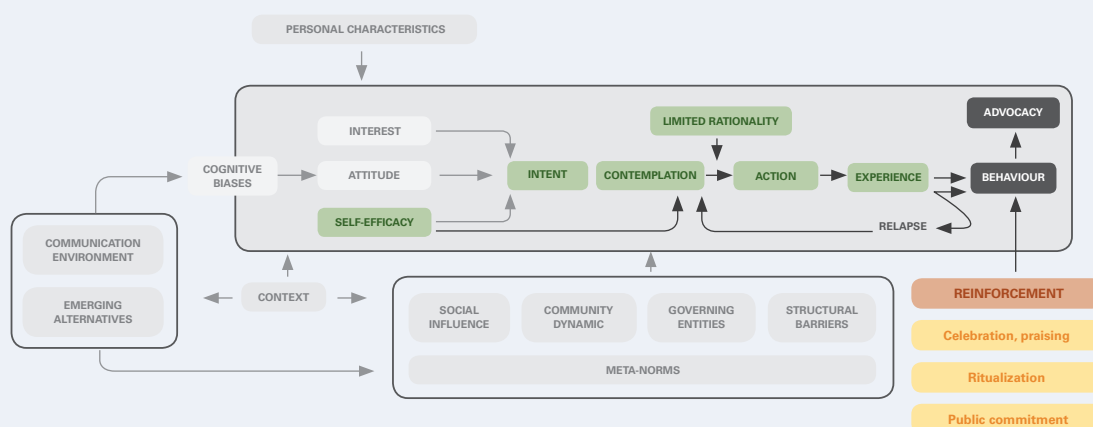 PERSONAL CHARACTERISTICS
ADVOCACY
LIMITED RATIONALITY
INTEREST
COGNITIVE
BIASES
ATTITUDE
INTENT
CONTEMPLATION
ACTION
EXPERIENCE
BEHAVIOUR
SELF-EFFICACY
RELAPSE
COMMUNICATION
ENVIRONMENT
EMERGING
ALTERNATIVES
CONTEXT
SOCIAL
INFLUENCE
COMMUNITY
DYNAMIC
GOVERNING
ENTITIES
STRUCTURAL
BARRIERS
META-NORMS
REINFORCEMENT
Celebration, praising
Ritualization
Public commitment